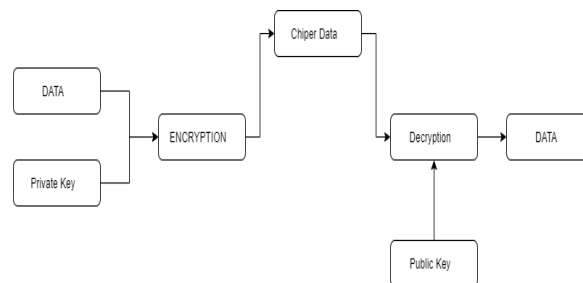 Chiper Data
DATA
ENCRYPTION
Decryption
DATA
Private Key
Public Key